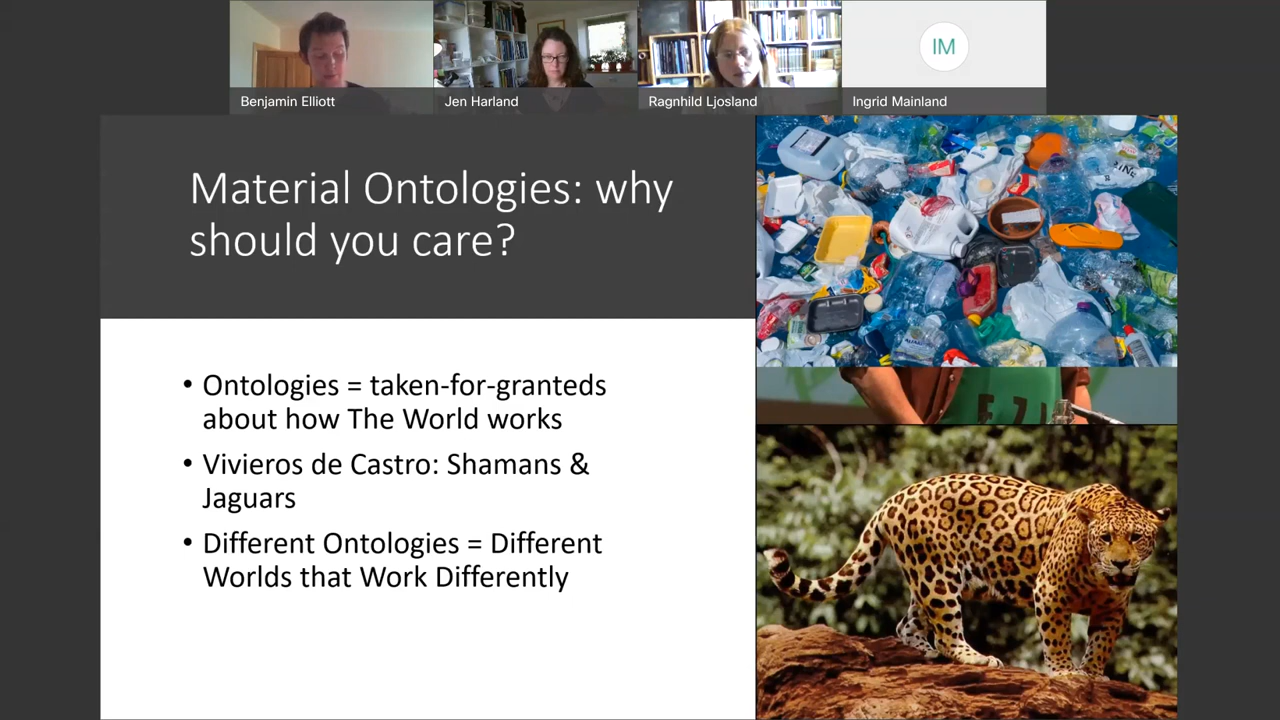 IM
Benjamin Elliott
Jen Harland
Ragnhild Ljosland
Ingrid Mainland
Material Ontologies: why
should you care?
• Ontologies = taken-for-granteds
about how The World works
• Vivieros de Castro: Shamans &
Jaguars
• Different Ontologies = Different
Worlds that Work Differently